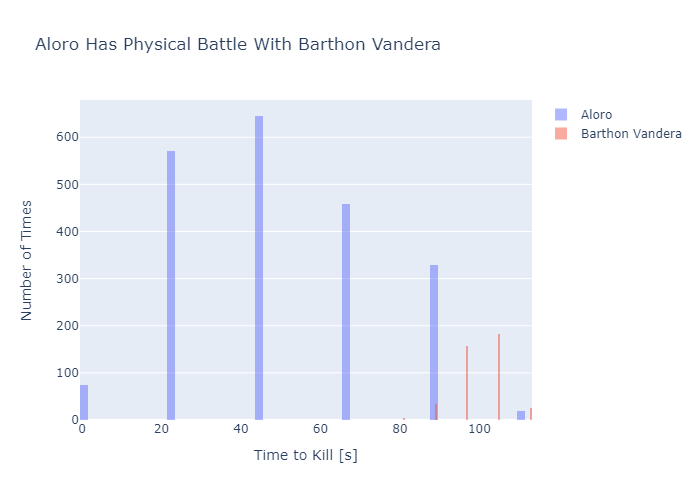 Aloro Has Physical Battle With Barthon Vandera
Aloro
Barthon Vandera
600
500
400
300
200
100
0
Number of Times
0 20 40 60 80 100
Time to Kill [s]